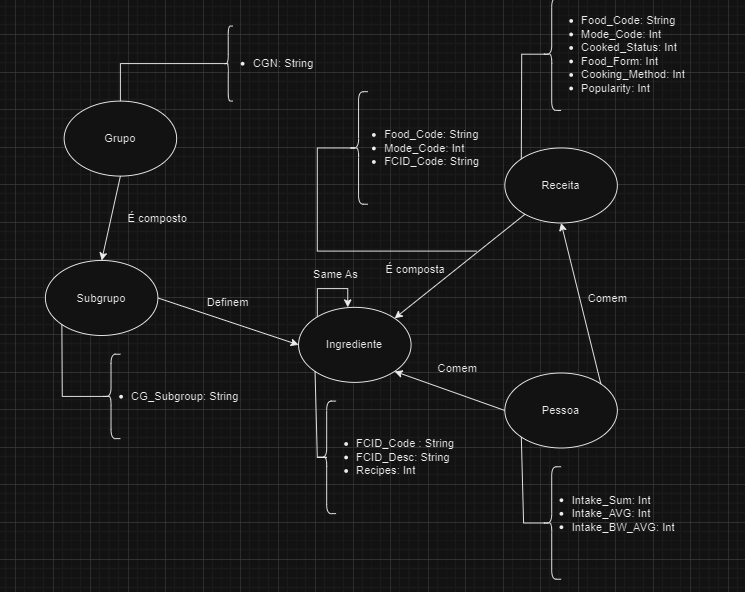 Food_Code: String
Mode_Code: Int
Cooked_Status: Int
Food_Form: Int
Cooking_Method: Int
Popularity: Int
CGN: String
Grupo
Food_Code: String
Mode_Code: Int
FCID_Code: String
Receita
É composto
É composta
Same As
Subgrupo
Definem
Comem
Ingrediente
Comem
CG_Subgroup: String
Pessoa
FCID_Code : String
FCID_Desc: String
Recipes: Int
Intake_Sum: Int
Intake_AVG: Int
Intake_BW_AVG: Int